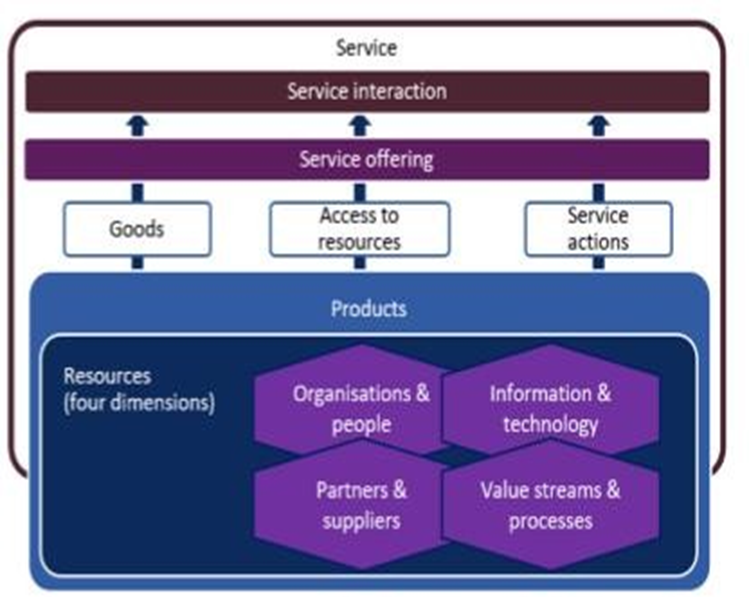 Service
Service interaction
Service offering
Goods
Access to
resources
Service
actions
Products
Resources
(four dimensions)
Organisations &
people
Information &
technology
Partners &
suppliers
Value streams &
processes